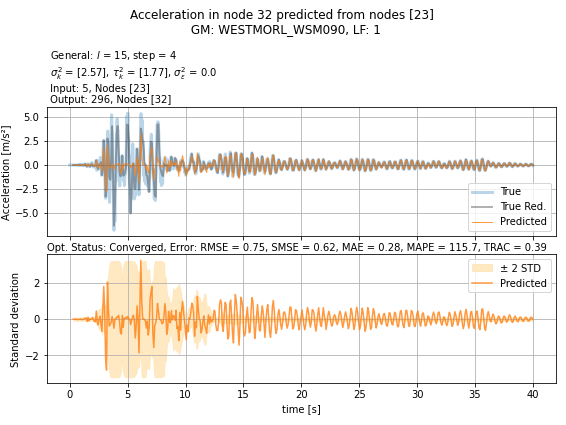 Acceleration in node 32 predicted from nodes [23]
GM: WESTMORL_WSM090, LF: 1
General: l = 15, step = 4
σ²ₖ = [2.57], τ²ₖ = [1.77], σ²ε = 0.0
Input: 5, Nodes [23]
Output: 296, Nodes [32]
Acceleration [m/s²]
5.0
2.5
0.0
−2.5
−5.0
True
True Red.
Predicted
Opt. Status: Converged, Error: RMSE = 0.75, SMSE = 0.62, MAE = 0.28, MAPE = 115.7, TRAC = 0.39
Standard deviation
2
0
−2
± 2 STD
Predicted
0 5 10 15 20 25 30 35 40
time [s]